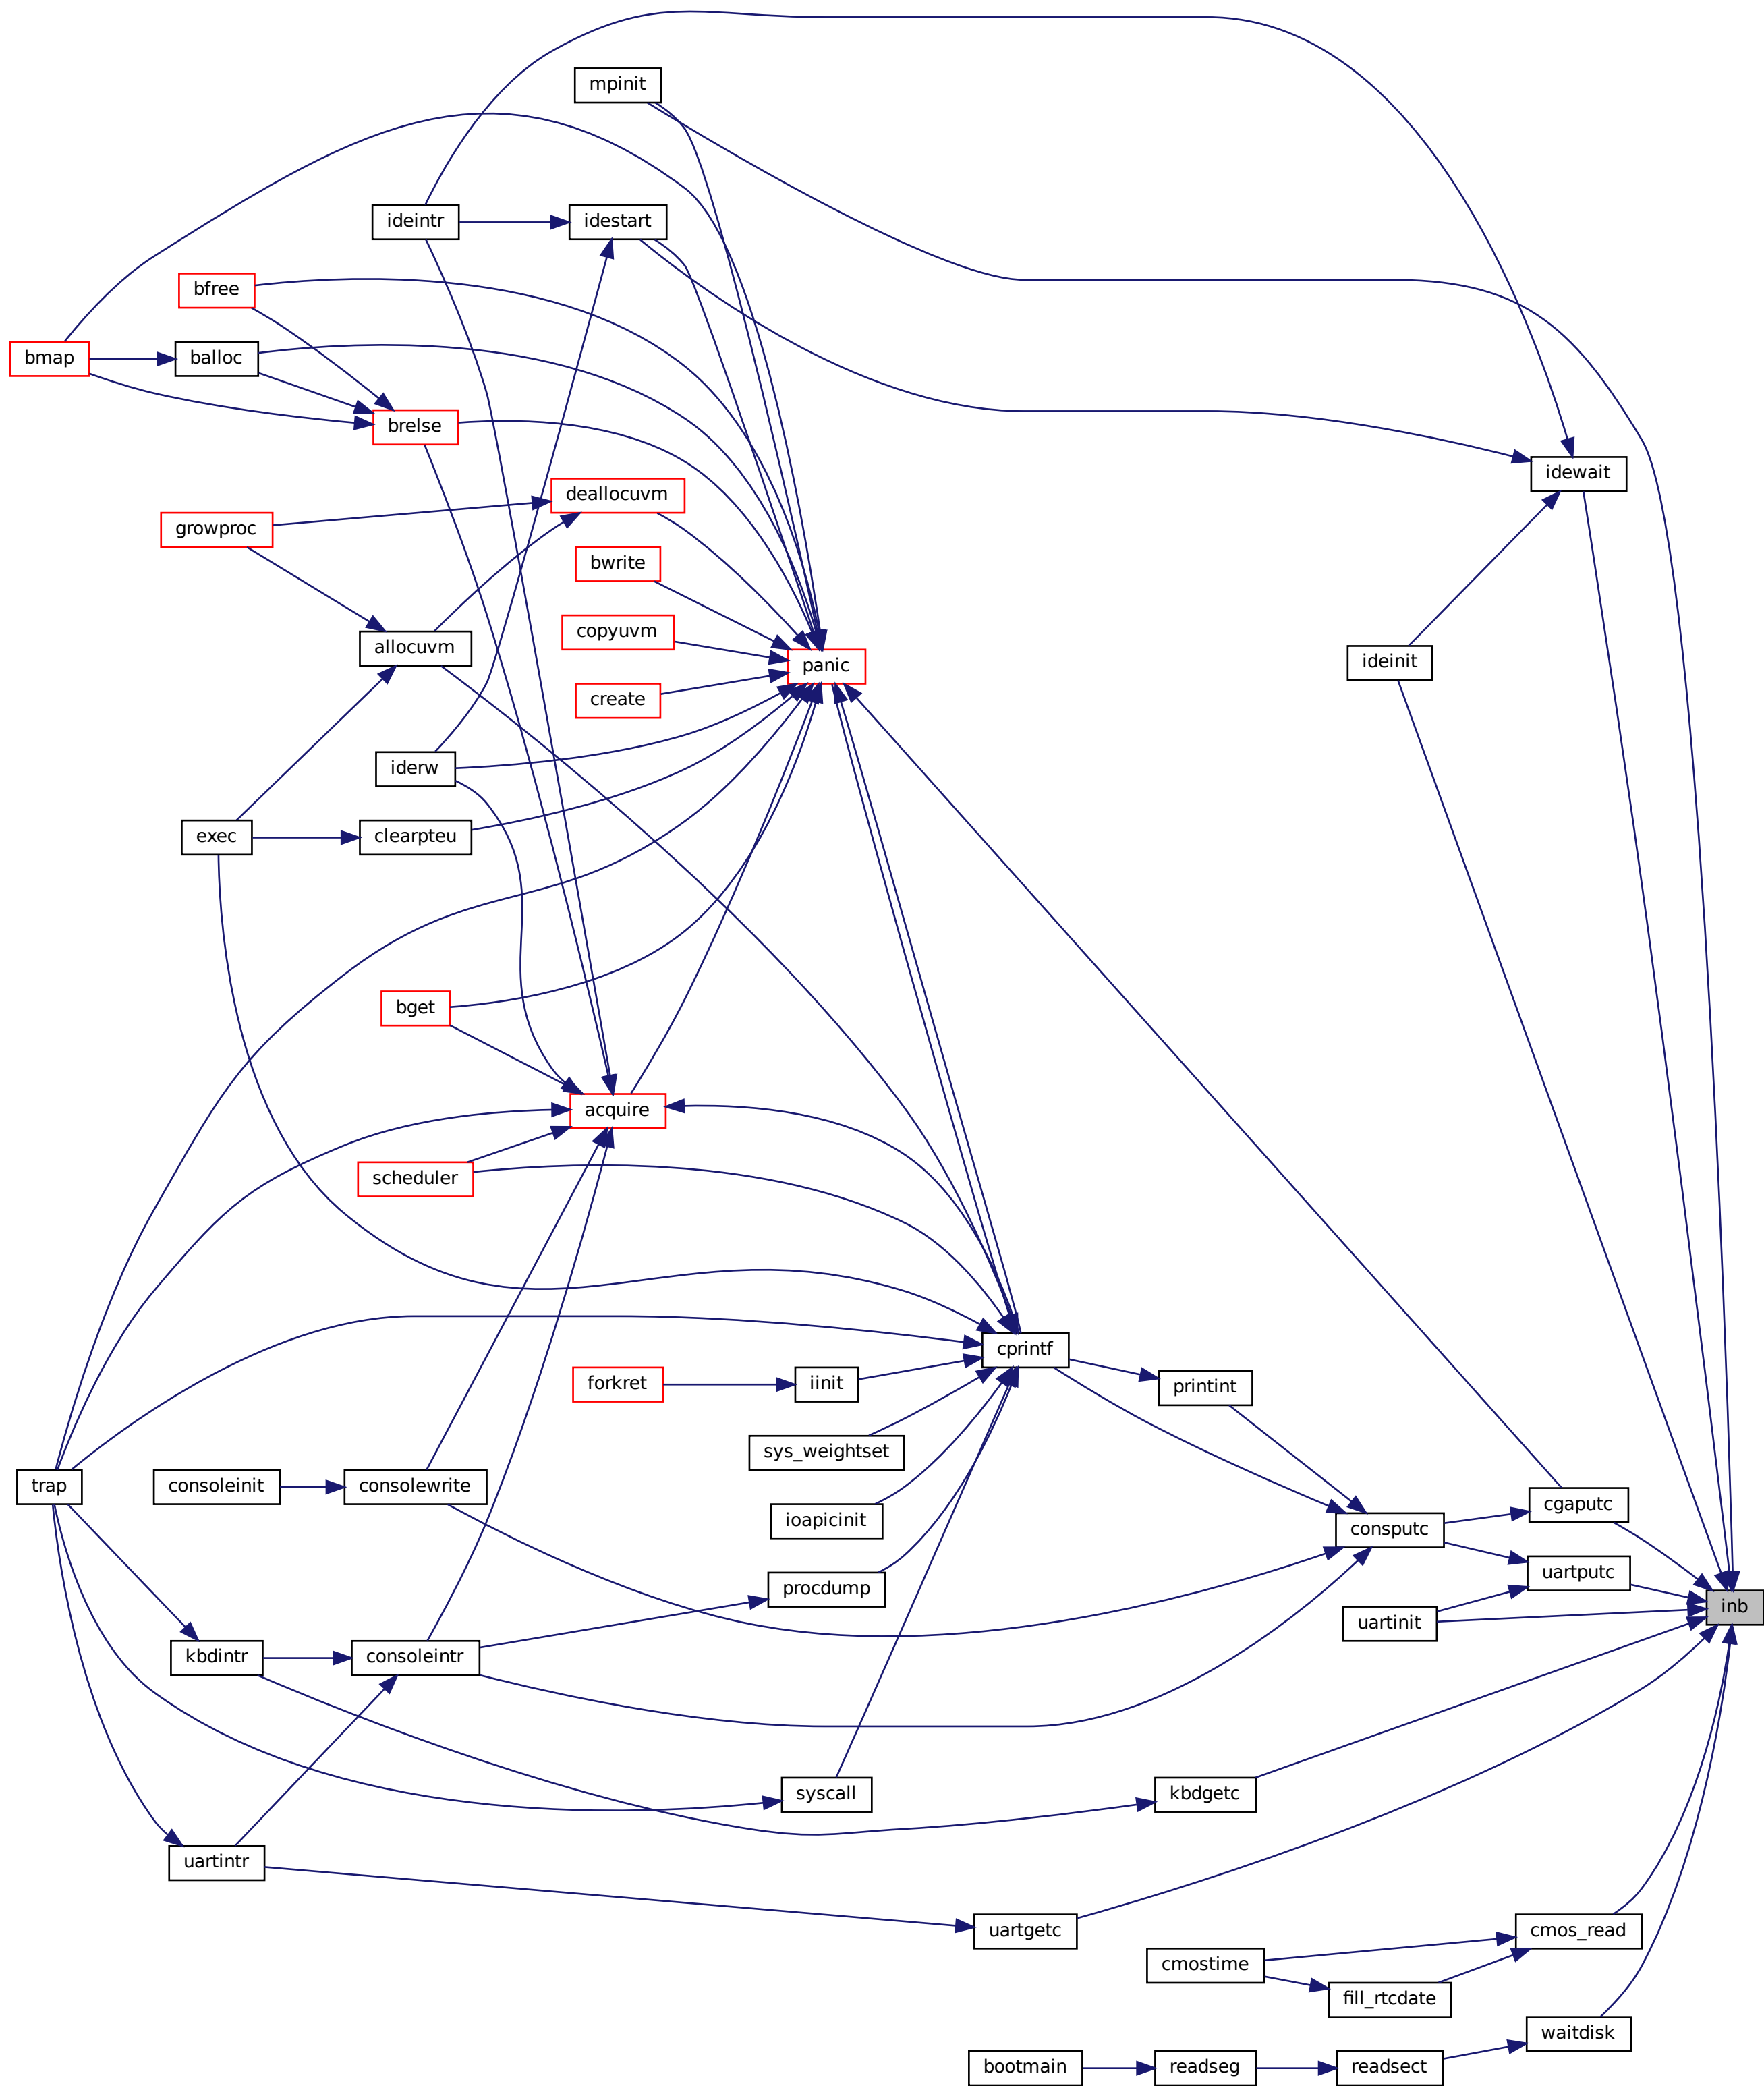 mpinit
ideintr
idestart
bfree
bmap
balloc
brelse
idewait
deallocuvm
growproc
bwrite
copyuvm
allocuvm
panic
ideinit
create
iderw
exec
clearpteu
bget
acquire
scheduler
cprintf
forkret
iinit
printint
sys_weightset
trap
consoleinit
consolewrite
cgaputc
ioapicinit
consputc
uartputc
procdump
inb
uartinit
kbdintr
consoleintr
syscall
kbdgetc
uartintr
uartgetc
cmos_read
cmostime
fill_rtcdate
waitdisk
bootmain
readseg
readsect